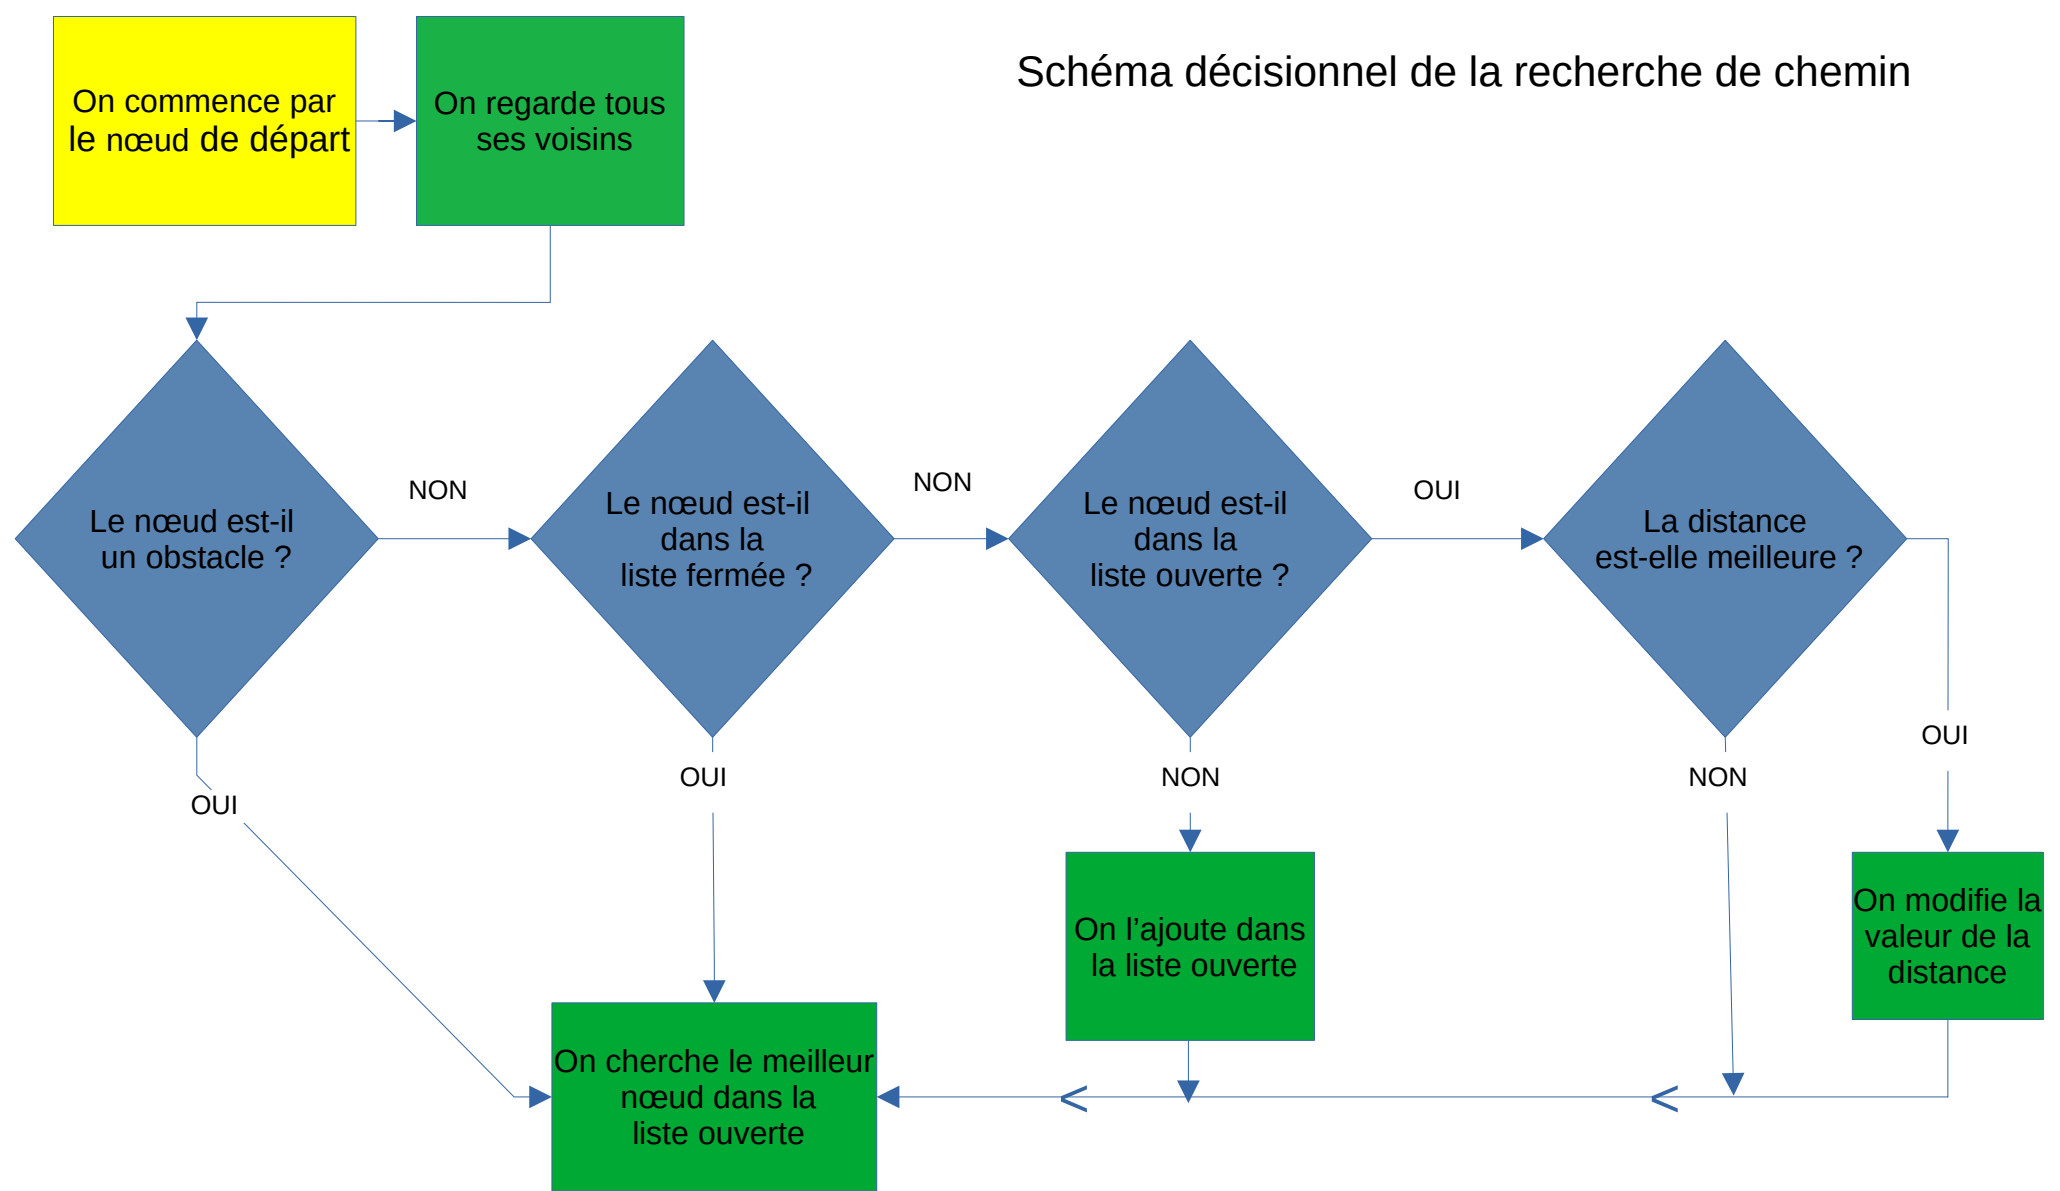 Schéma décisionnel de la recherche de chemin
On commence par
le nœud de départ
On regarde tous
ses voisins
Le nœud est-il
un obstacle ?
NON
Le nœud est-il
dans la
liste fermée ?
NON
Le nœud est-il
dans la
liste ouverte ?
OUI
La distance
est-elle meilleure ?
OUI
OUI
OUI
NON
NON
On l’ajoute dans
la liste ouverte
On modifie la
valeur de la
distance
On cherche le meilleur
nœud dans la
liste ouverte